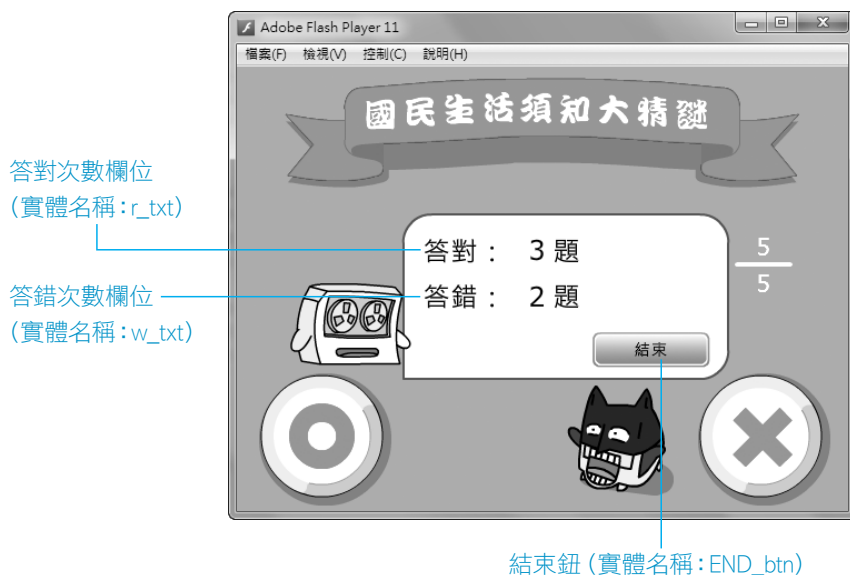 Adobe Flash Player 11
檔案(F) 檢視(V) 控制(C) 說明(H)
國民生活須知大猜謎
答對次數欄位
(實體名稱：r_txt)
答對： 3 題
5
5
答錯次數欄位
(實體名稱：w_txt)
答錯： 2 題
結束
結束鈕 (實體名稱：END_btn)